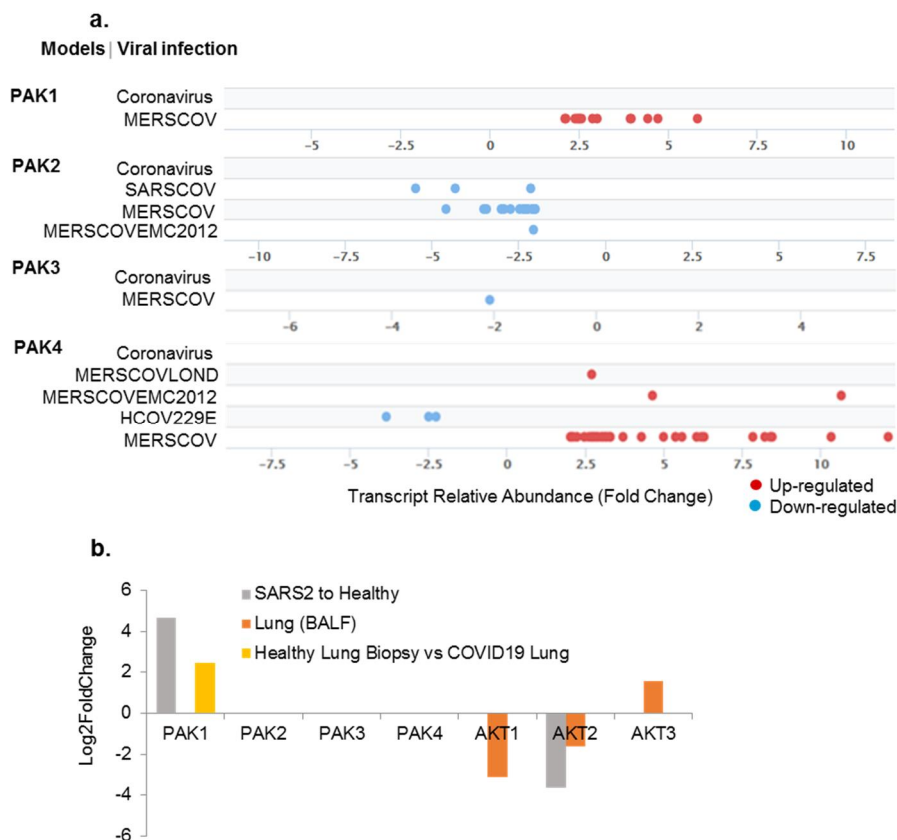 a.
Models | Viral infection
PAK1
Coronavirus
MERSCOV
-5 -2.5 0 2.5 5 7.5 10
PAK2
Coronavirus
SARSCOV
MERSCOV
MERSCOVEMC2012
-10 -7.5 -5 -2.5 0 2.5 5 7.5
PAK3
Coronavirus
MERSCOV
-6 -4 -2 0 2 4
PAK4
Coronavirus
MERSCOVLOND
MERSCOVEMC2012
HCOV229E
MERSCOV
-7.5 -5 -2.5 0 2.5 5 7.5 10
Transcript Relative Abundance (Fold Change)
Up-regulated
Down-regulated
b.
Log2FoldChange
6
4
2
0
-2
-4
-6
SARS2 to Healthy
Lung (BALF)
Healthy Lung Biopsy vs COVID19 Lung
PAK1 PAK2 PAK3 PAK4 AKT1 AKT2 AKT3